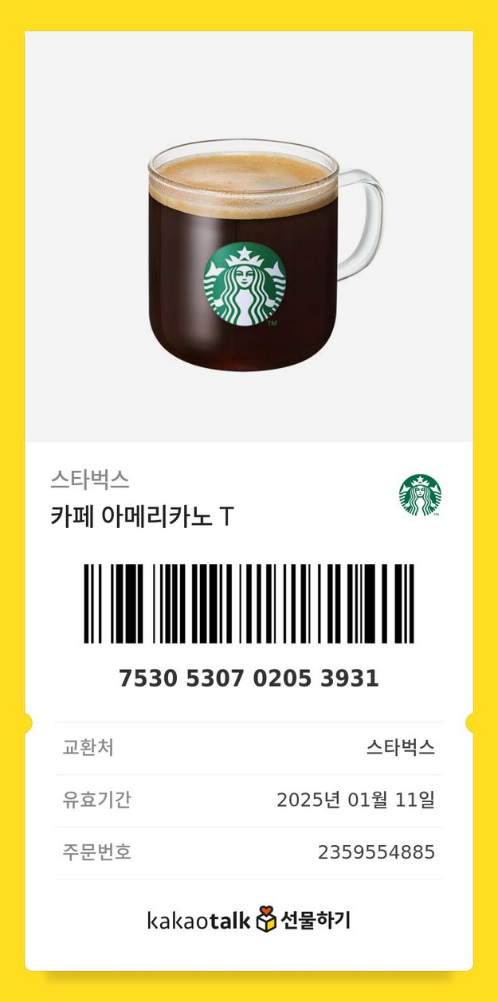 TM
스타벅스
카페 아메리카노 T
7530 5307 0205 3931
교환처 스타벅스
유효기간 2025년 01월 11일
주문번호 2359554885
kakaotalk 선물하기